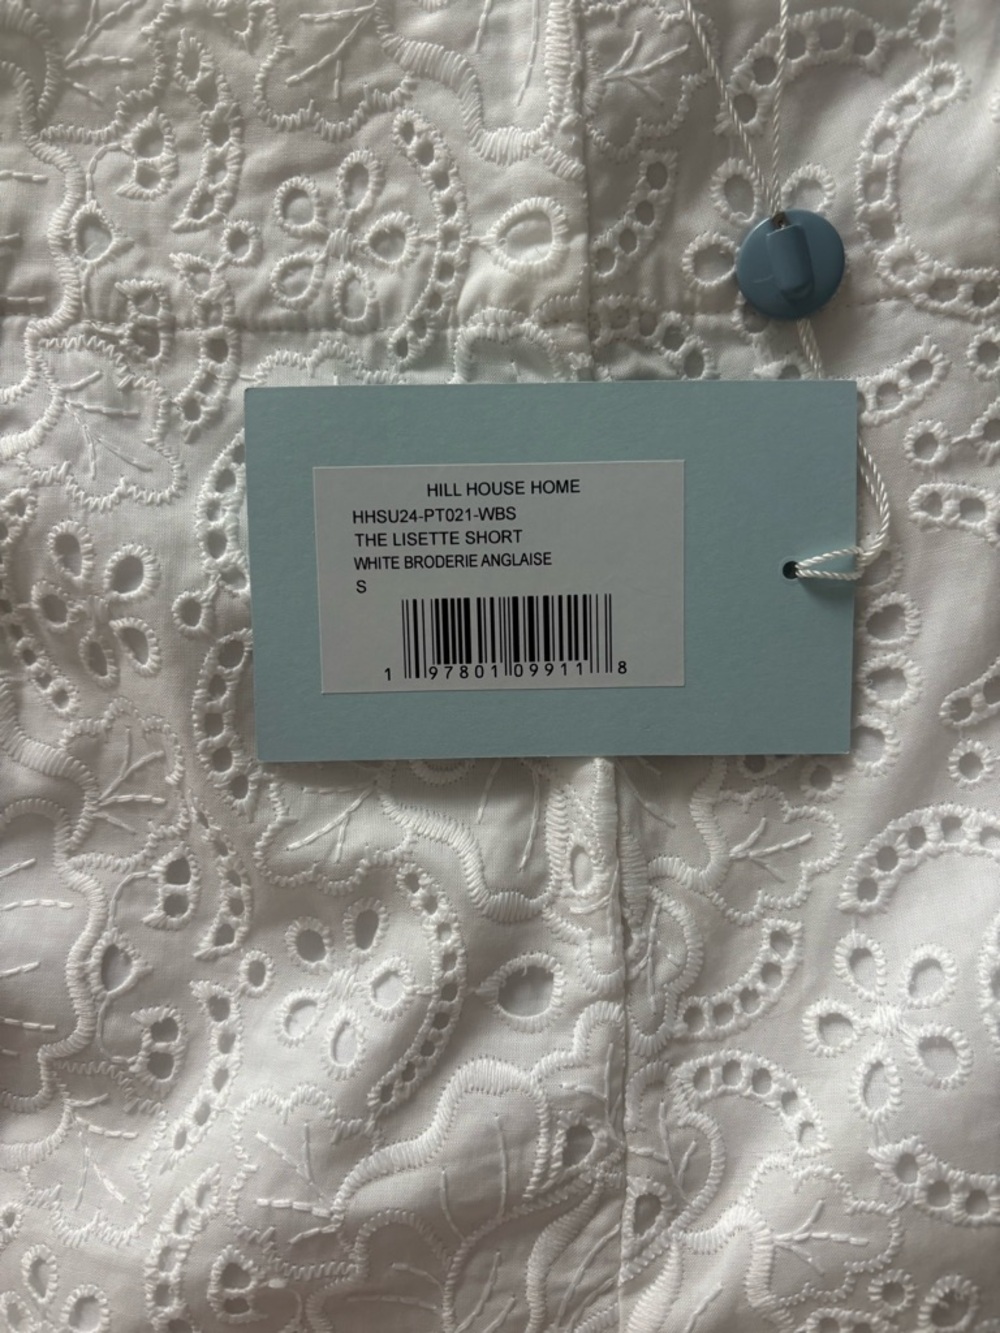 HILL HOUSE HOME
HHSU24-PT021-WBS
THE LISETTE SHORT
WHITE BRODERIE ANGLAISE
S
1 97801 09911 8